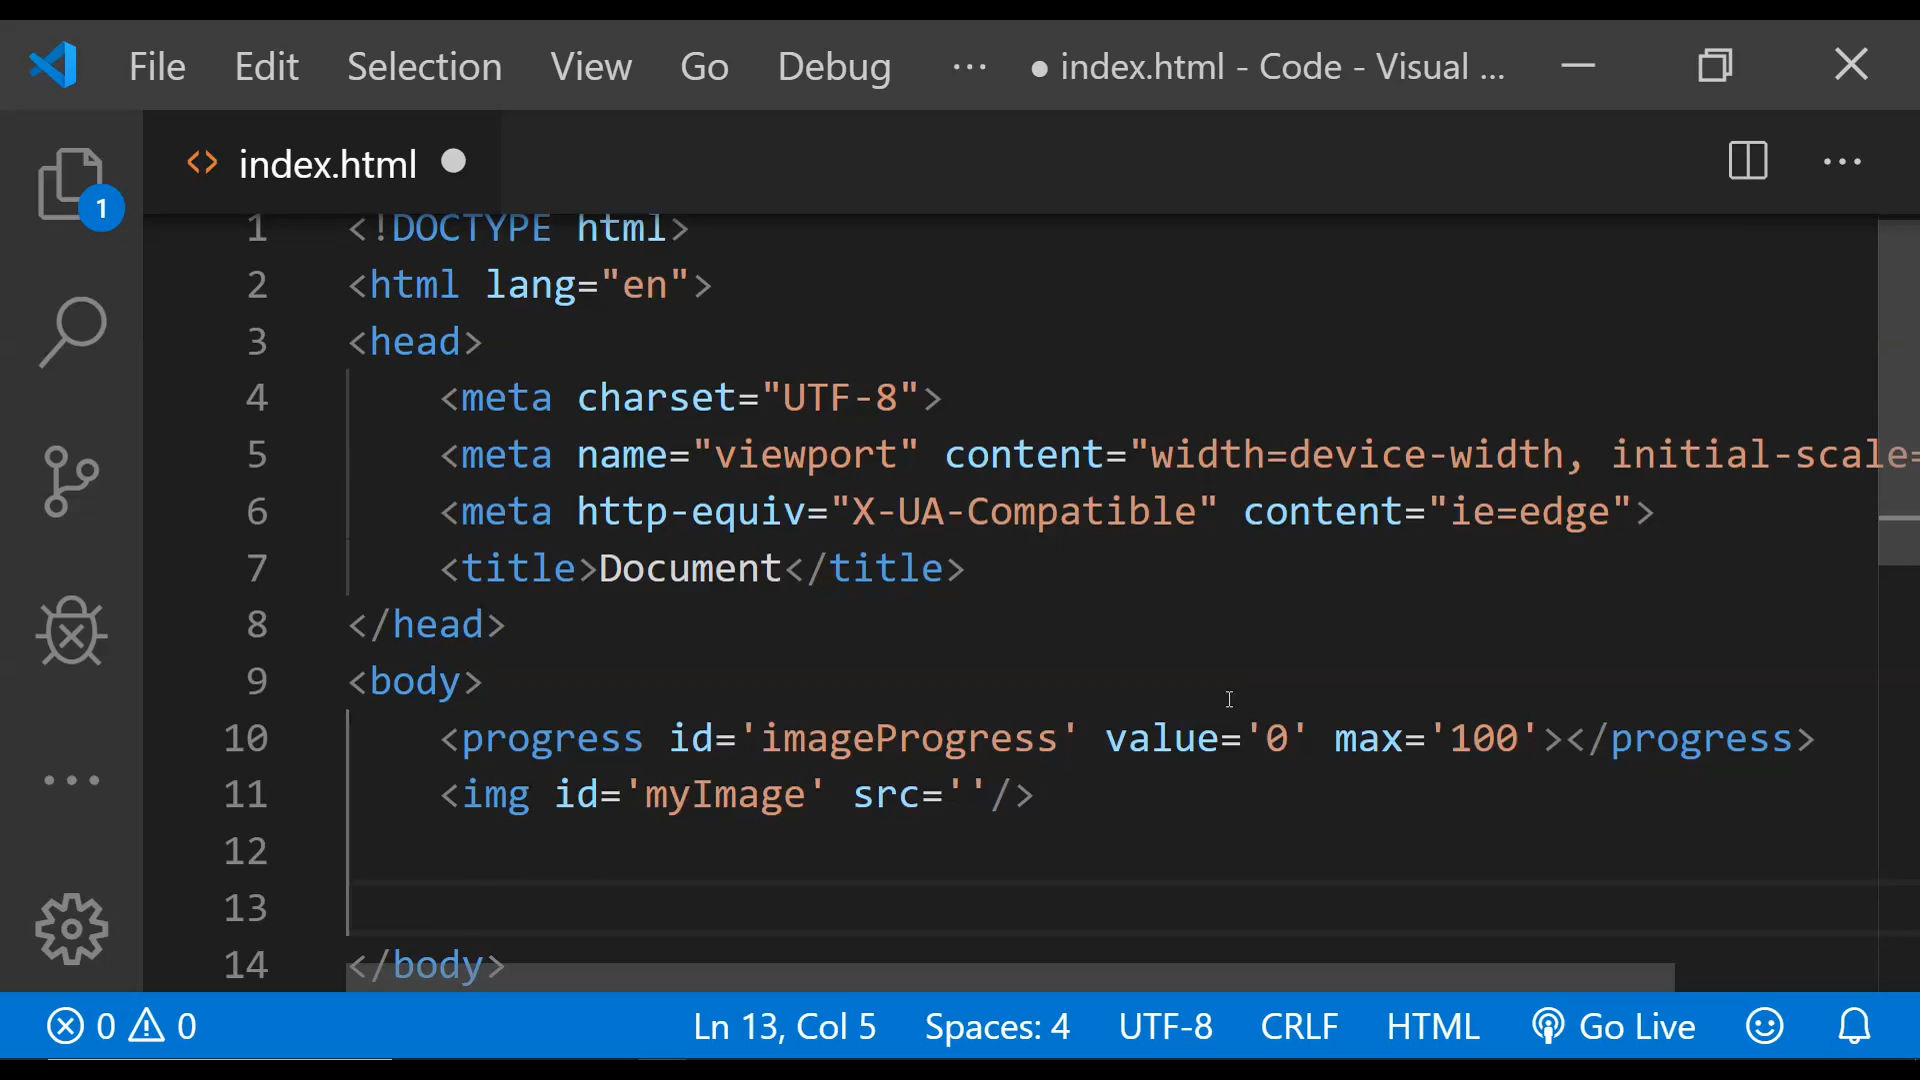 File Edit Selection View Go Debug ··· ● index.html - Code - Visual ...
1
<> index.html ●
1 <!DOCTYPE html>
2 <html lang="en">
3 <head>
4 <meta charset="UTF-8">
5 <meta name="viewport" content="width=device-width, initial-scale=
6 <meta http-equiv="X-UA-Compatible" content="ie=edge">
7 <title>Document</title>
8 </head>
9 <body>
10 <progress id='imageProgress' value='0' max='100'></progress>
11 <img id='myImage' src=''/>
12
13
14 </body>
0 0 Ln 13, Col 5 Spaces: 4 UTF-8 CRLF HTML Go Live